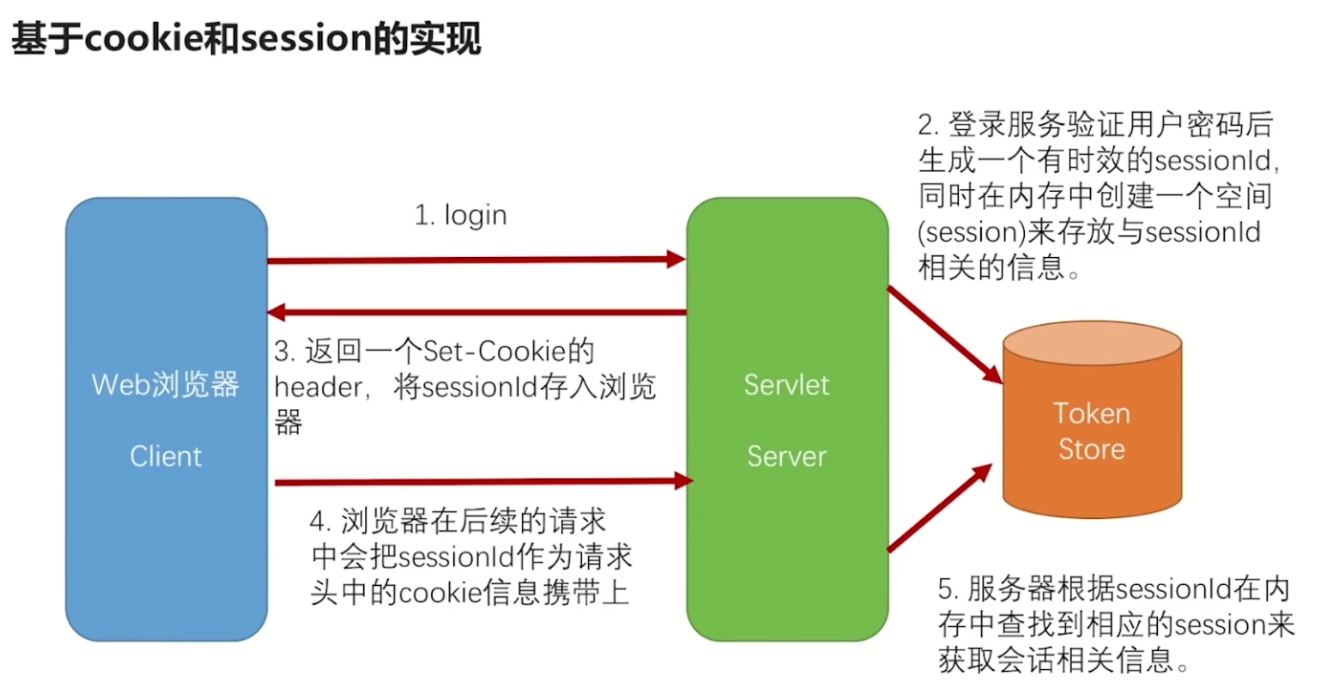 基于cookie和session的实现
1. login
2. 登录服务验证用户密码后
生成一个有时效的sessionId,
同时在内存中创建一个空间
(session)来存放与sessionId
相关的信息。
3. 返回一个Set-Cookie的
header，将sessionId存入浏览
器
Web浏览器
Client
Servlet
Server
Token
Store
4. 浏览器在后续的请求
中会把sessionId作为请求
头中的cookie信息携带上
5. 服务器根据sessionId在内
存中查找到相应的session来
获取会话相关信息。